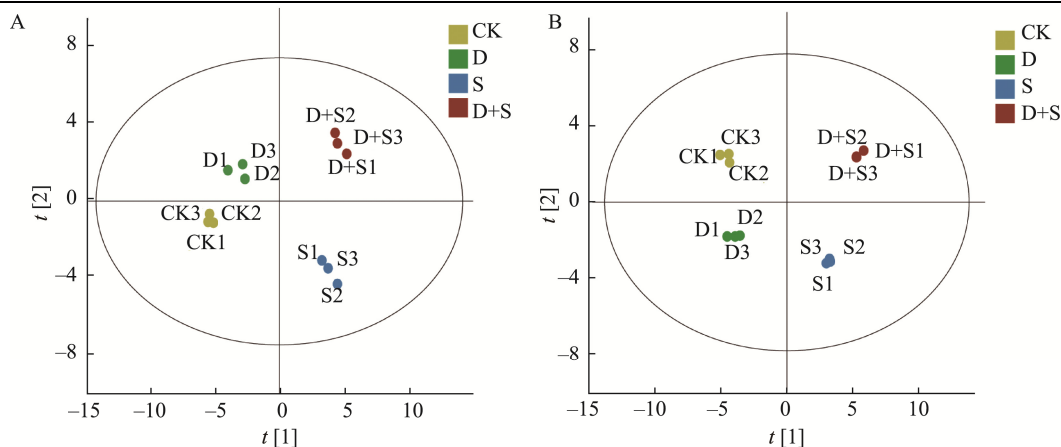 A
8
4
0
−4
−8
t [2]
−15
−10
−5
0
5
10
t [1]
CK
D
S
D+S
D+S2
D+S3
D+S1
D3
D1
D2
CK3
CK2
CK1
S1
S3
S2
B
8
4
0
−4
−8
t [2]
−15
−10
−5
0
5
10
t [1]
CK
D
S
D+S
CK3
CK1
CK2
D+S2
D+S1
D+S3
D2
D1
D3
S3
S2
S1